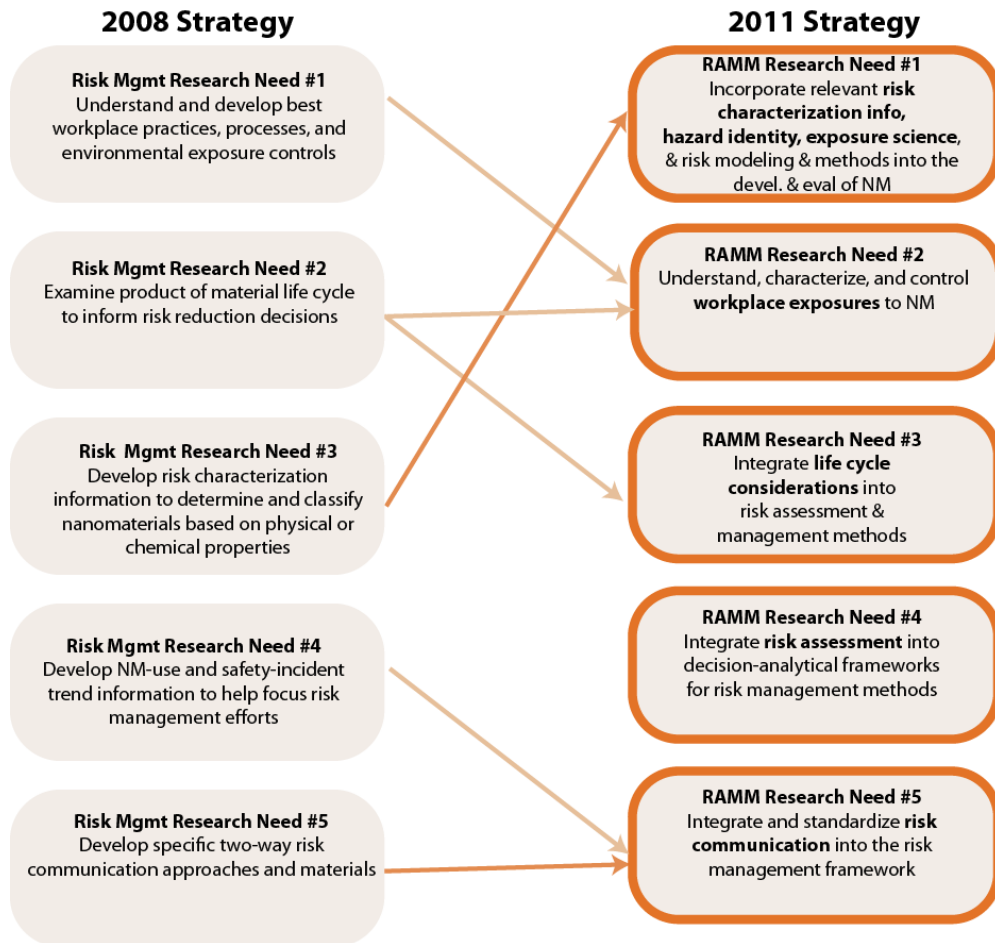 2008 Strategy
Risk Mgmt Research Need #1
Understand and develop best
workplace practices, processes, and
environmental exposure controls
Risk Mgmt Research Need #2
Examine product of material life cycle
to inform risk reduction decisions
Risk Mgmt Research Need #3
Develop risk characterization
information to determine and classify
nanomaterials based on physical or
chemical properties
Risk Mgmt Research Need #4
Develop NM-use and safety-incident
trend information to help focus risk
management efforts
Risk Mgmt Research Need #5
Develop specific two-way risk
communication approaches and materials
2011 Strategy
RAMM Research Need #1
Incorporate relevant risk
characterization info,
hazard identity, exposure science,
& risk modeling & methods into the
devel. & eval of NM
RAMM Research Need #2
Understand, characterize, and control
workplace exposures to NM
RAMM Research Need #3
Integrate life cycle
considerations into
risk assessment &
management methods
RAMM Research Need #4
Integrate risk assessment into
decision-analytical frameworks
for risk management methods
RAMM Research Need #5
Integrate and standardize risk
communication into the risk
management framework